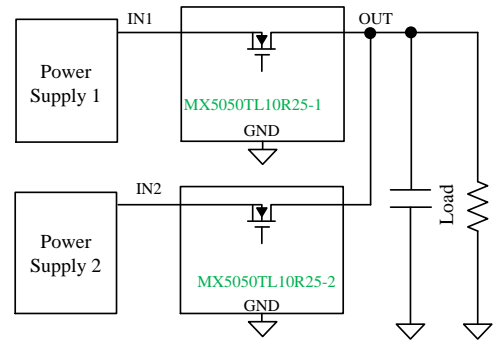 IN1
OUT
Power
Supply 1
MX5050TL10R25-1
GND
Load
IN2
Power
Supply 2
MX5050TL10R25-2
GND